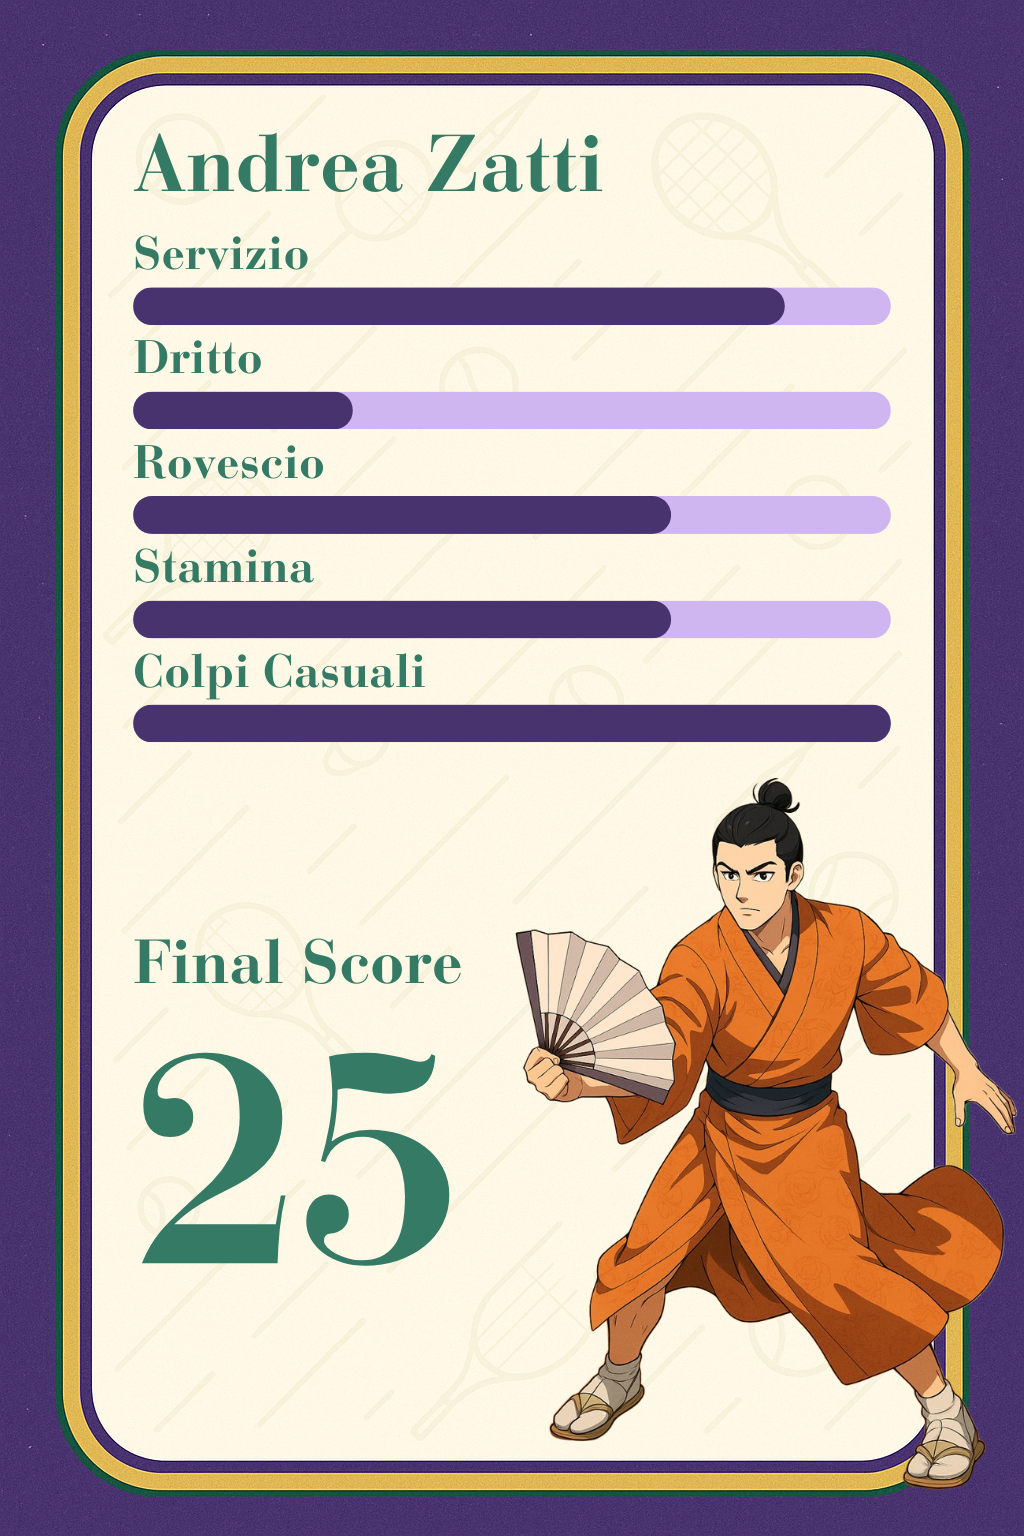 Andrea Zatti
Servizio
Dritto
Rovescio
Stamina
Colpi Casuali
Final Score
25